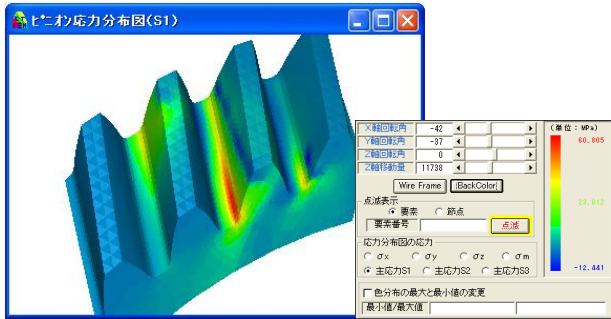 ピニオン応力分布図(S1)
X軸回転角 -42
Y軸回転角 -37
Z軸回転角 0
Z軸移動量 11738
Wire Frame |BackColor|
点滅表示
要素 節点
要素番号 点滅
応力分布図の応力
σx σy σz σm
主応力S1 主応力S2 主応力S3
色分布の最大と最小値の変更
最小値/最大値
(単位: MPa)
60.065
-12.441